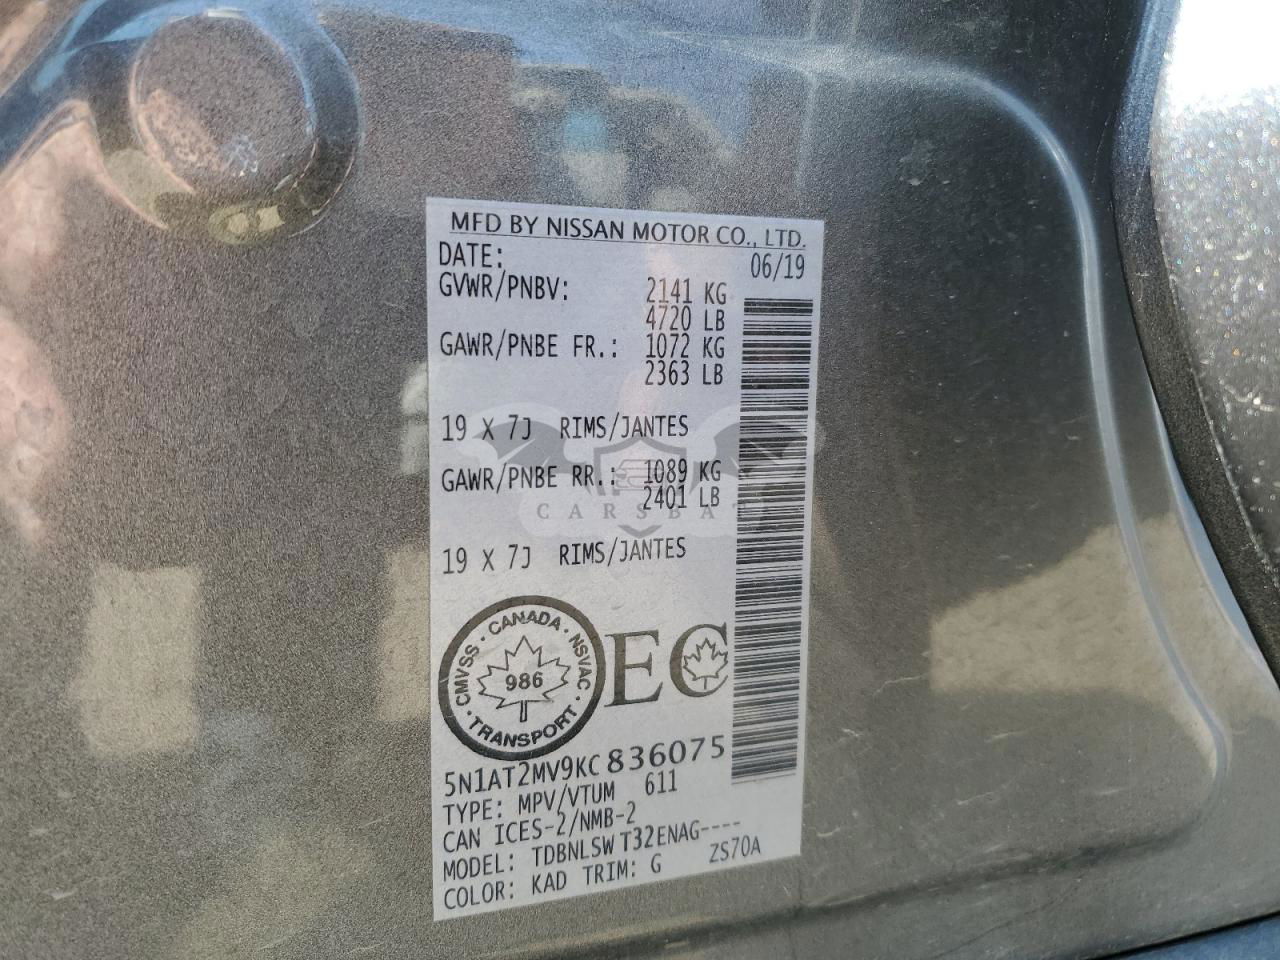 MFD BY NISSAN MOTOR CO., LTD.
DATE: 06/19
GVWR/PNBV: 2141 KG
4720 LB
GAWR/PNBE FR.: 1072 KG
2363 LB
19 X 7J RIMS/JANTES
GAWR/PNBE RR.: 1089 KG
2401 LB
CARSBA
19 X 7J RIMS/JANTES
CMVSS · CANADA · NSVAC · TRANSPORT ·
986
EC
5N1AT2MV9KC836075
TYPE: MPV/VTUM 611
CAN ICES-2/NMB-2
MODEL: TDBNLSW T32ENAG----
COLOR: KAD TRIM: G ZS70A